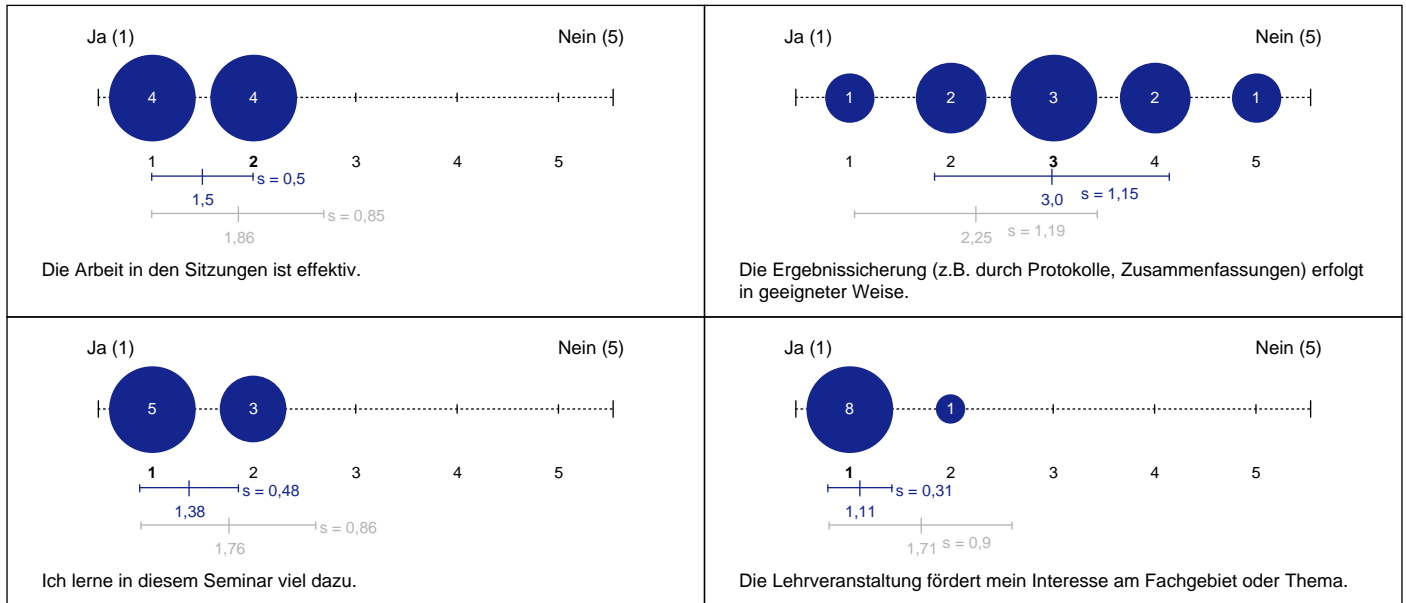 Ja (1) Nein (5)
4 4
1 2 3 4 5
s = 0,5
1,5
s = 0,85
1,86
Die Arbeit in den Sitzungen ist effektiv.
Ja (1) Nein (5)
1 2 3 2 1
1 2 3 4 5
3,0 s = 1,15
2,25 s = 1,19
Die Ergebnissicherung (z.B. durch Protokolle, Zusammenfassungen) erfolgt
in geeigneter Weise.
Ja (1) Nein (5)
5 3
1 2 3 4 5
s = 0,48
1,38
s = 0,86
1,76
Ich lerne in diesem Seminar viel dazu.
Ja (1) Nein (5)
8 1
1 2 3 4 5
s = 0,31
1,11
1,71 s = 0,9
Die Lehrveranstaltung fördert mein Interesse am Fachgebiet oder Thema.